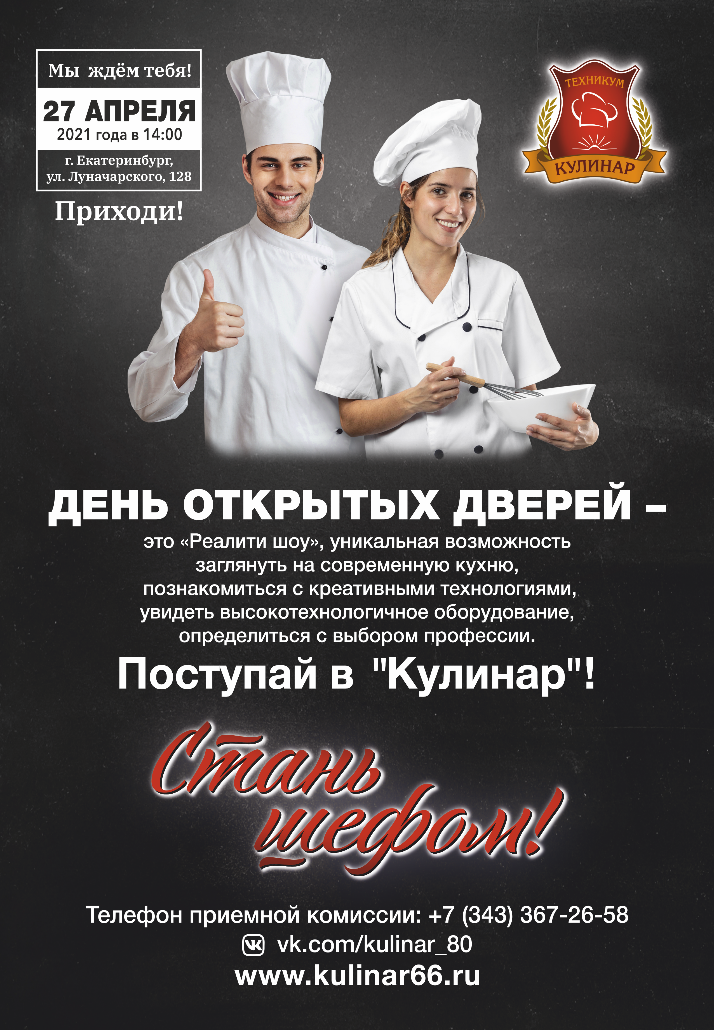 Мы ждём тебя!
27 АПРЕЛЯ
2021 года в 14:00
г. Екатеринбург,
ул. Луначарского, 128
Приходи!
ТЕХНИКУМ
КУЛИНАР
ДЕНЬ ОТКРЫТЫХ ДВЕРЕЙ –
это «Реалити шоу», уникальная возможность
заглянуть на современную кухню,
познакомиться с креативными технологиями,
увидеть высокотехнологичное оборудование,
определиться с выбором профессии.
Поступай в "Кулинар"!
Стань
шефом!
Телефон приемной комиссии: +7 (343) 367-26-58
vk.com/kulinar_80
www.kulinar66.ru